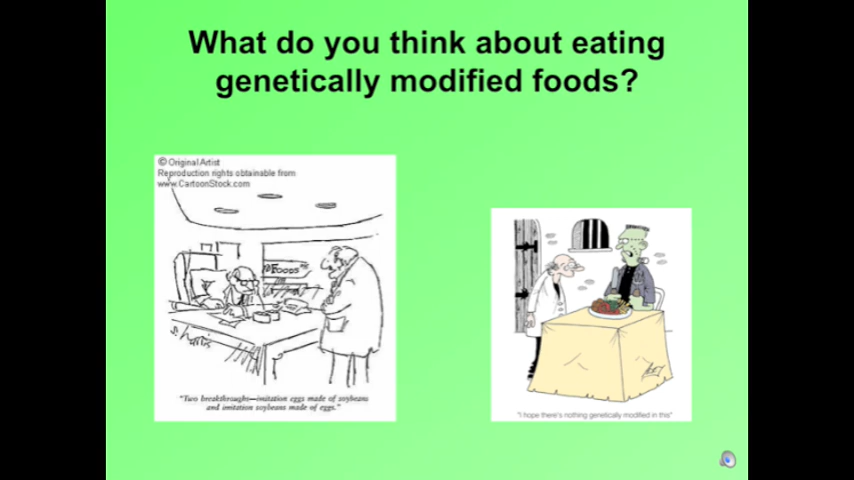 What do you think about eating
genetically modified foods?
© Original Artist
Reproduction rights obtainable from
www.CartoonStock.com
FOODS
S. Harris
"Two breakthroughs—imitation eggs made of soybeans
and imitation soybeans made of eggs."
"I hope there's nothing genetically modified in this"